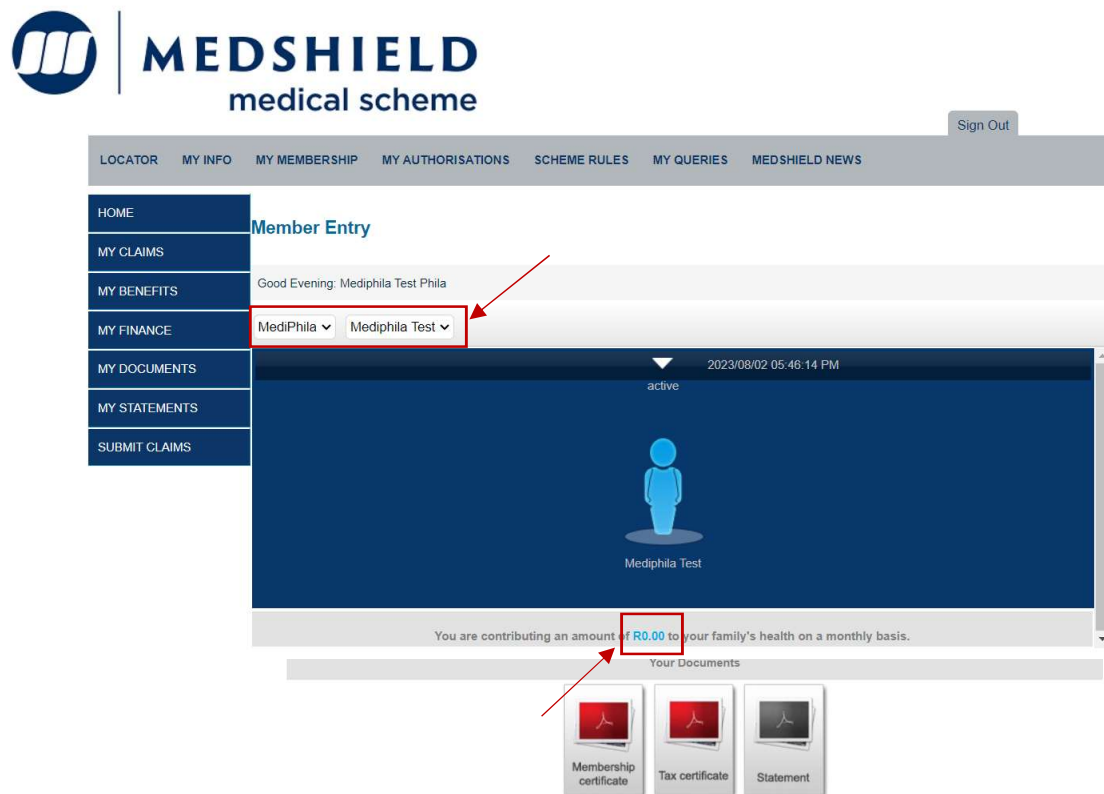 MEDSHIELD
medical scheme
Sign Out
LOCATOR MY INFO MY MEMBERSHIP MY AUTHORISATIONS SCHEME RULES MY QUERIES MEDSHIELD NEWS
HOME
MY CLAIMS
MY BENEFITS
MY FINANCE
MY DOCUMENTS
MY STATEMENTS
SUBMIT CLAIMS
Member Entry
Good Evening: Mediphila Test Phila
MediPhila Mediphila Test
2023/08/02 05:46:14 PM
active
Mediphila Test
You are contributing an amount of R0.00 to your family's health on a monthly basis.
Your Documents
Membership
certificate
Tax certificate
Statement